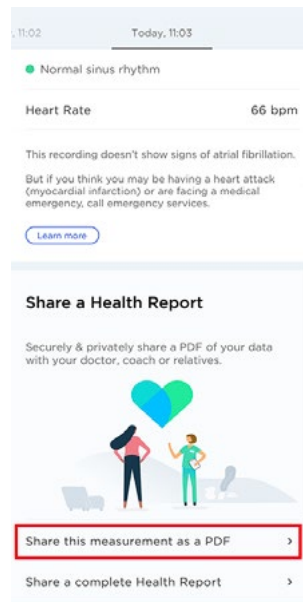 , 11:02
Today, 11:03
Normal sinus rhythm
Heart Rate 66 bpm
This recording doesn't show signs of atrial fibrillation.
But if you think you may be having a heart attack
(myocardial infarction) or are facing a medical
emergency, call emergency services.
Learn more
Share a Health Report
Securely & privately share a PDF of your data
with your doctor, coach or relatives.
Share this measurement as a PDF
Share a complete Health Report